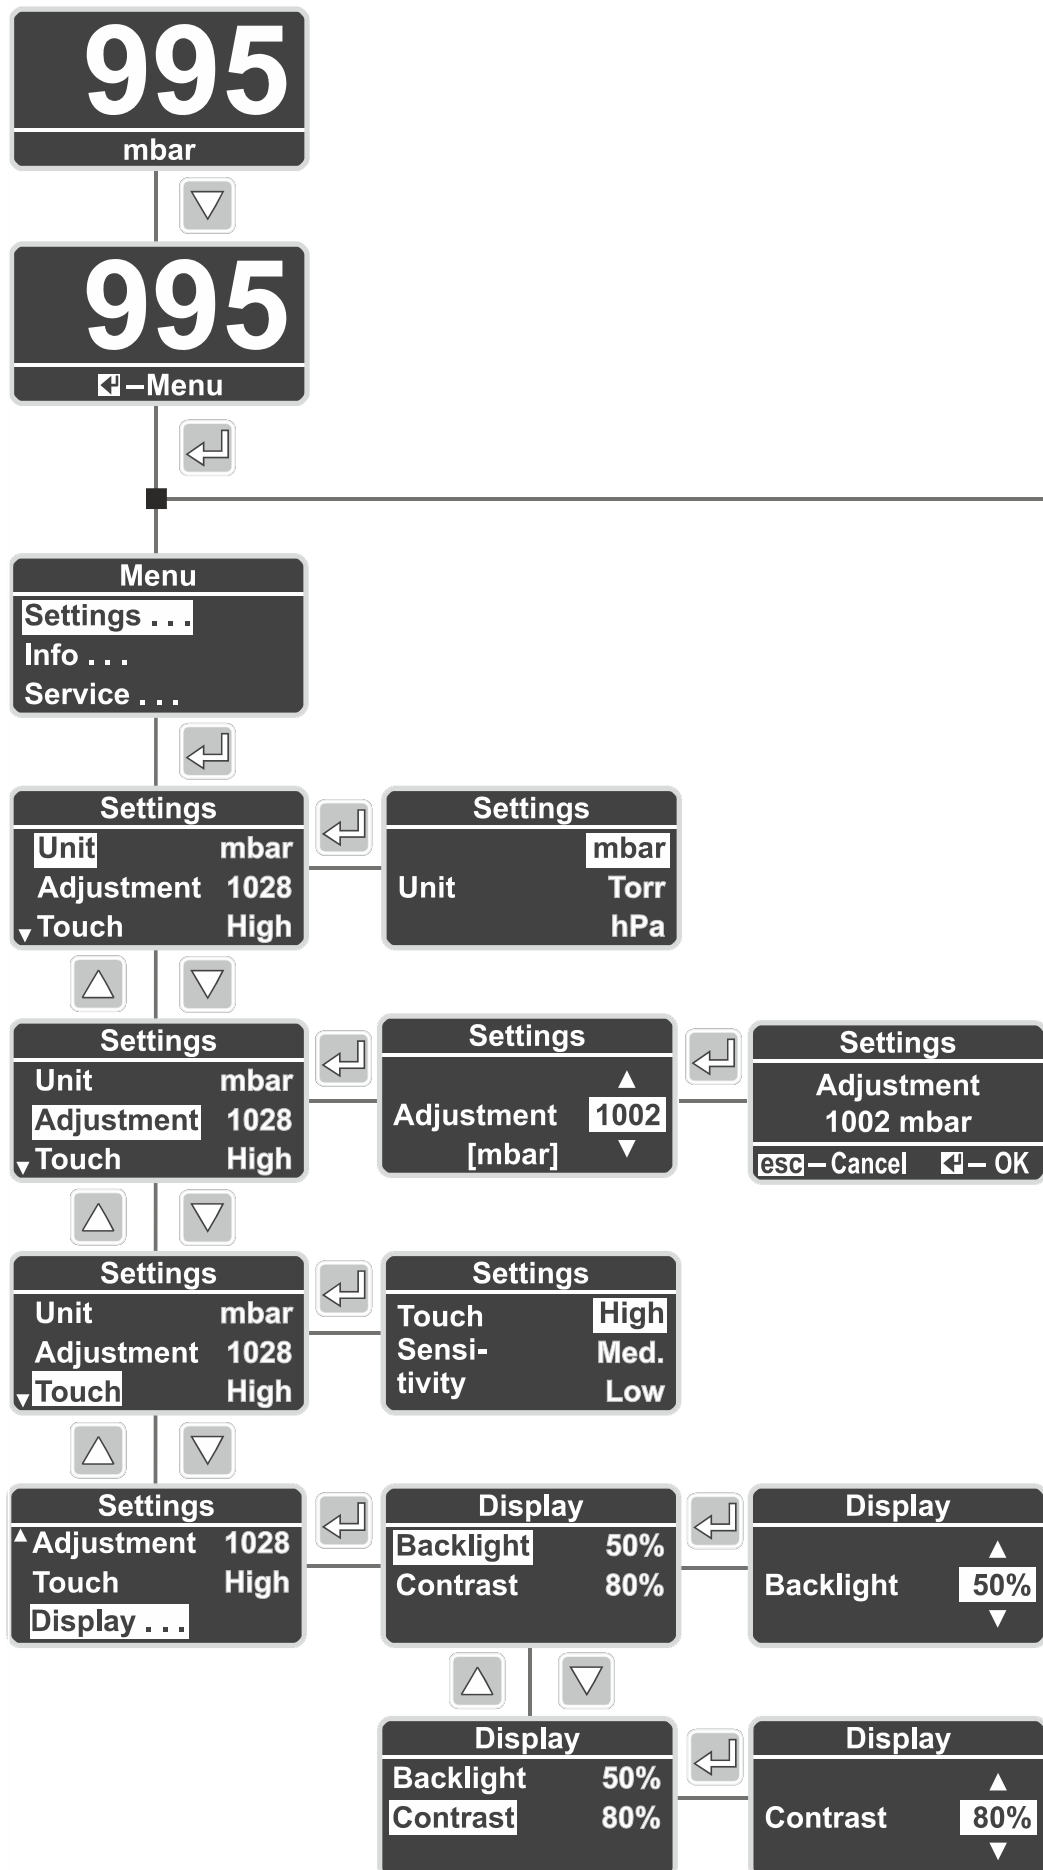 995
mbar
995
–Menu
Menu
Settings . . .
Info . . .
Service . . .
Settings
Unit mbar
Adjustment 1028
Touch High
Settings
mbar
Unit Torr
hPa
Settings
Unit mbar
Adjustment 1028
Touch High
Settings
Adjustment 1002
[mbar]
Settings
Adjustment
1002 mbar
esc – Cancel – OK
Settings
Unit mbar
Adjustment 1028
Touch High
Settings
Touch High
Sensi- Med.
tivity Low
Settings
Adjustment 1028
Touch High
Display . . .
Display
Backlight 50%
Contrast 80%
Display
Backlight 50%
Display
Backlight 50%
Contrast 80%
Display
Contrast 80%